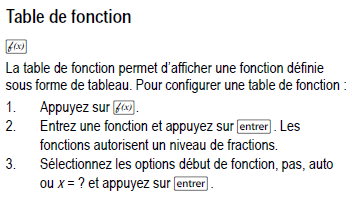 Table de fonction
f(x)
La table de fonction permet d'afficher une fonction définie
sous forme de tableau. Pour configurer une table de fonction :
1. Appuyez sur f(x).
2. Entrez une fonction et appuyez sur entrer. Les
fonctions autorisent un niveau de fractions.
3. Sélectionnez les options début de fonction, pas, auto
ou x = ? et appuyez sur entrer.